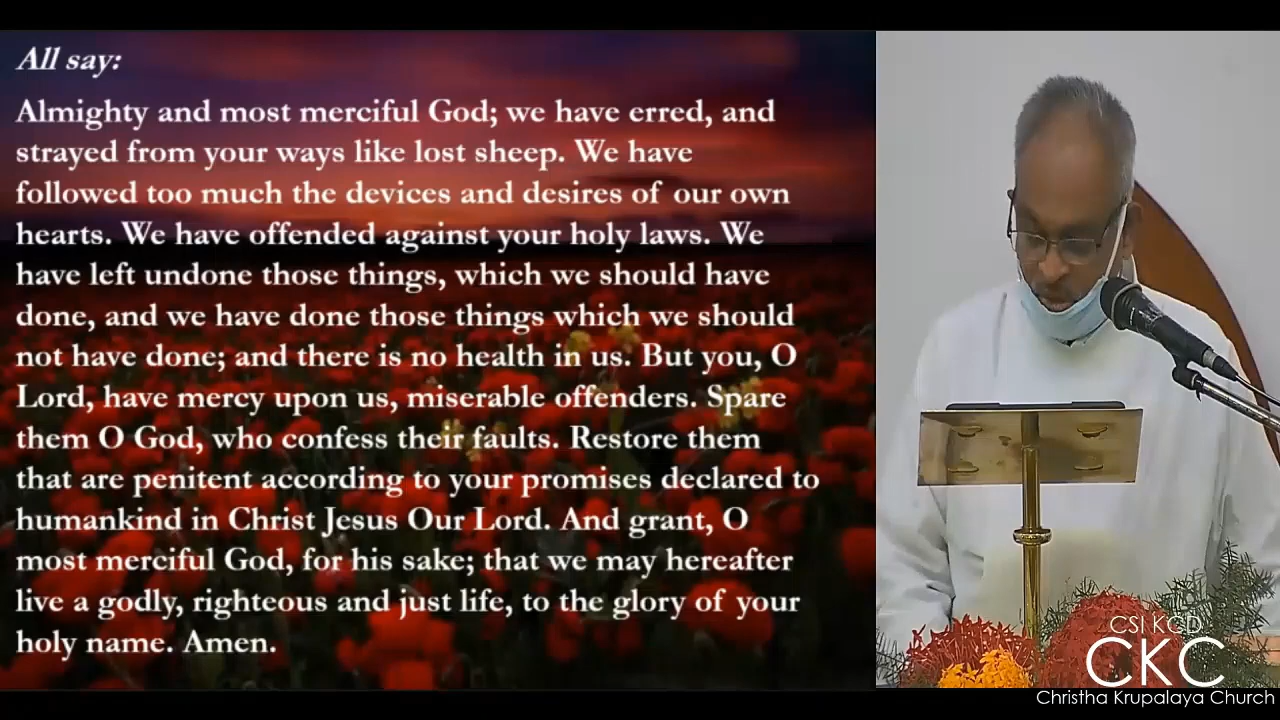 All say:
Almighty and most merciful God; we have erred, and
strayed from your ways like lost sheep. We have
followed too much the devices and desires of our own
hearts. We have offended against your holy laws. We
have left undone those things, which we should have
done, and we have done those things which we should
not have done; and there is no health in us. But you, O
Lord, have mercy upon us, miserable offenders. Spare
them O God, who confess their faults. Restore them
that are penitent according to your promises declared to
humankind in Christ Jesus Our Lord. And grant, O
most merciful God, for his sake; that we may hereafter
live a godly, righteous and just life, to the glory of your
holy name. Amen.
CSI KCD
CKC
Christha Krupalaya Church